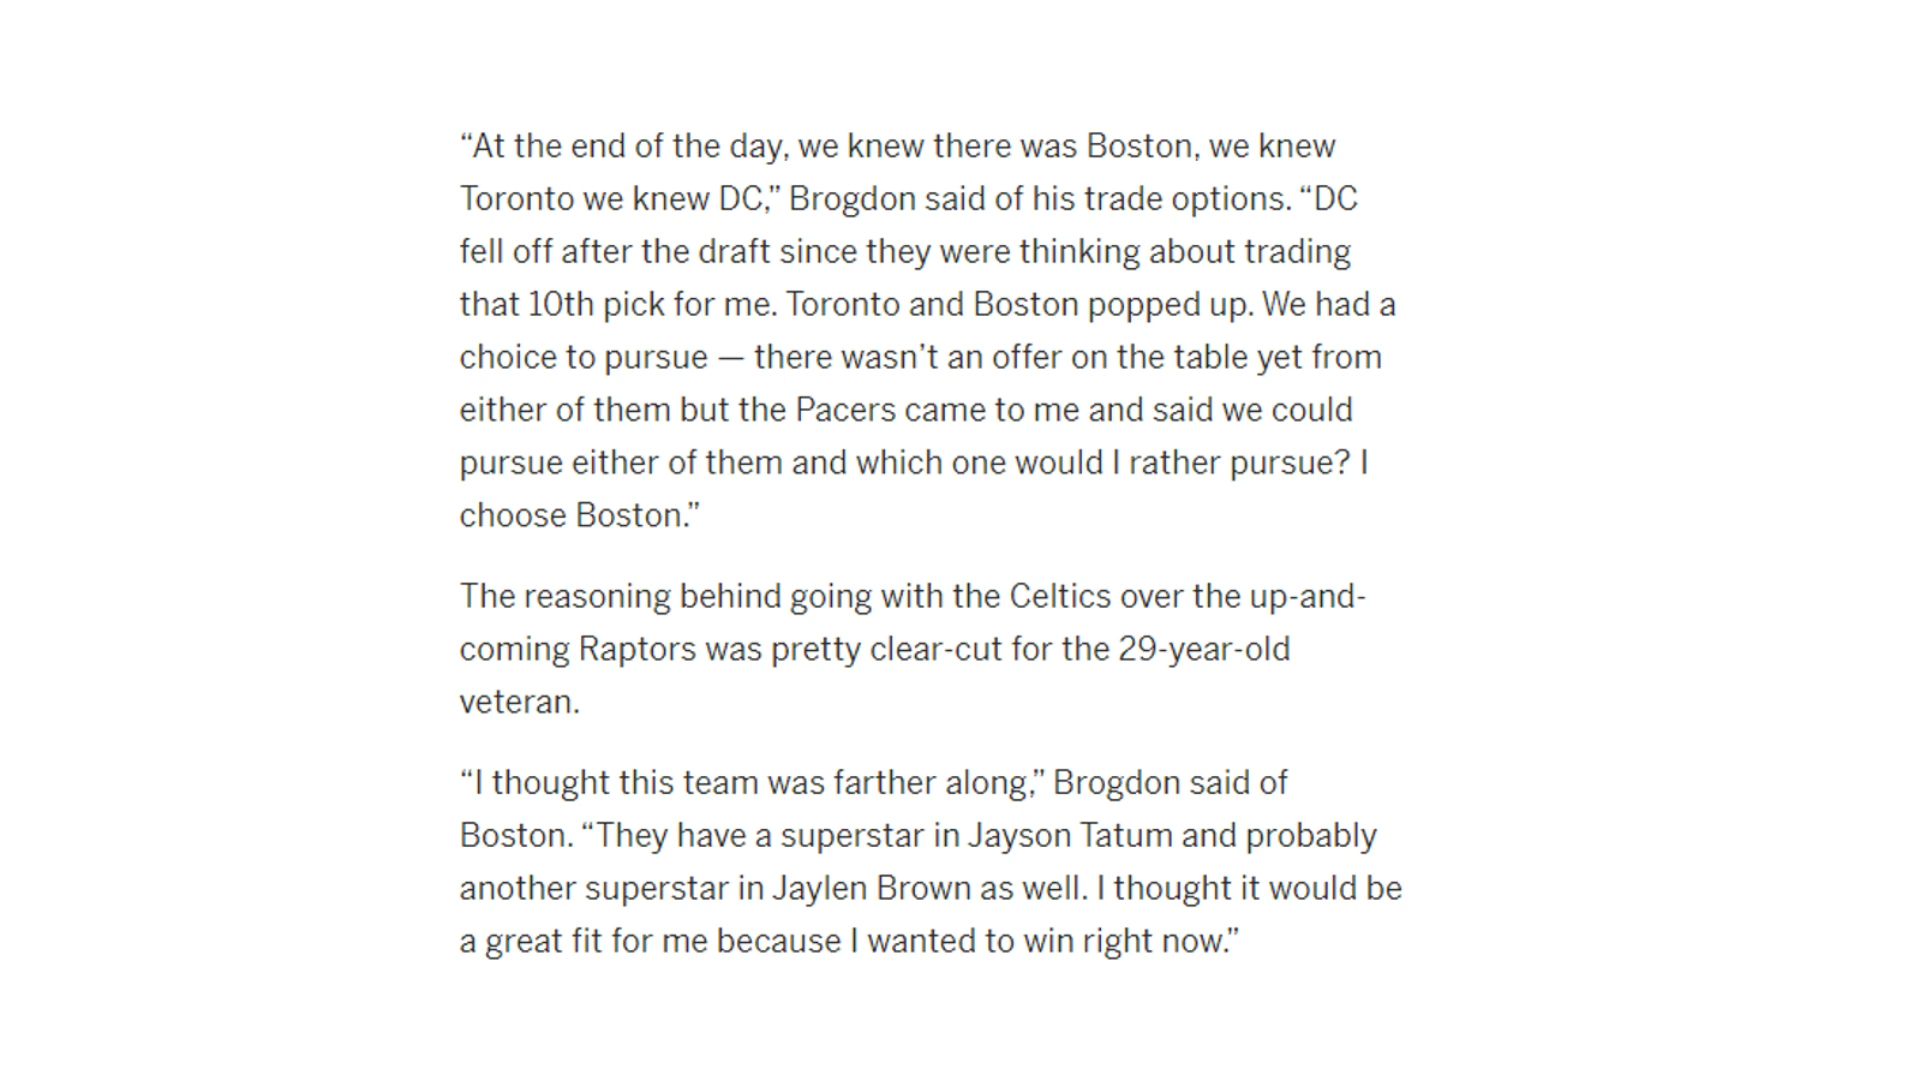 “At the end of the day, we knew there was Boston, we knew
Toronto we knew DC,” Brogdon said of his trade options. “DC
fell off after the draft since they were thinking about trading
that 10th pick for me. Toronto and Boston popped up. We had a
choice to pursue — there wasn’t an offer on the table yet from
either of them but the Pacers came to me and said we could
pursue either of them and which one would I rather pursue? I
choose Boston.”
The reasoning behind going with the Celtics over the up-and-
coming Raptors was pretty clear-cut for the 29-year-old
veteran.
“I thought this team was farther along,” Brogdon said of
Boston. “They have a superstar in Jayson Tatum and probably
another superstar in Jaylen Brown as well. I thought it would be
a great fit for me because I wanted to win right now.”